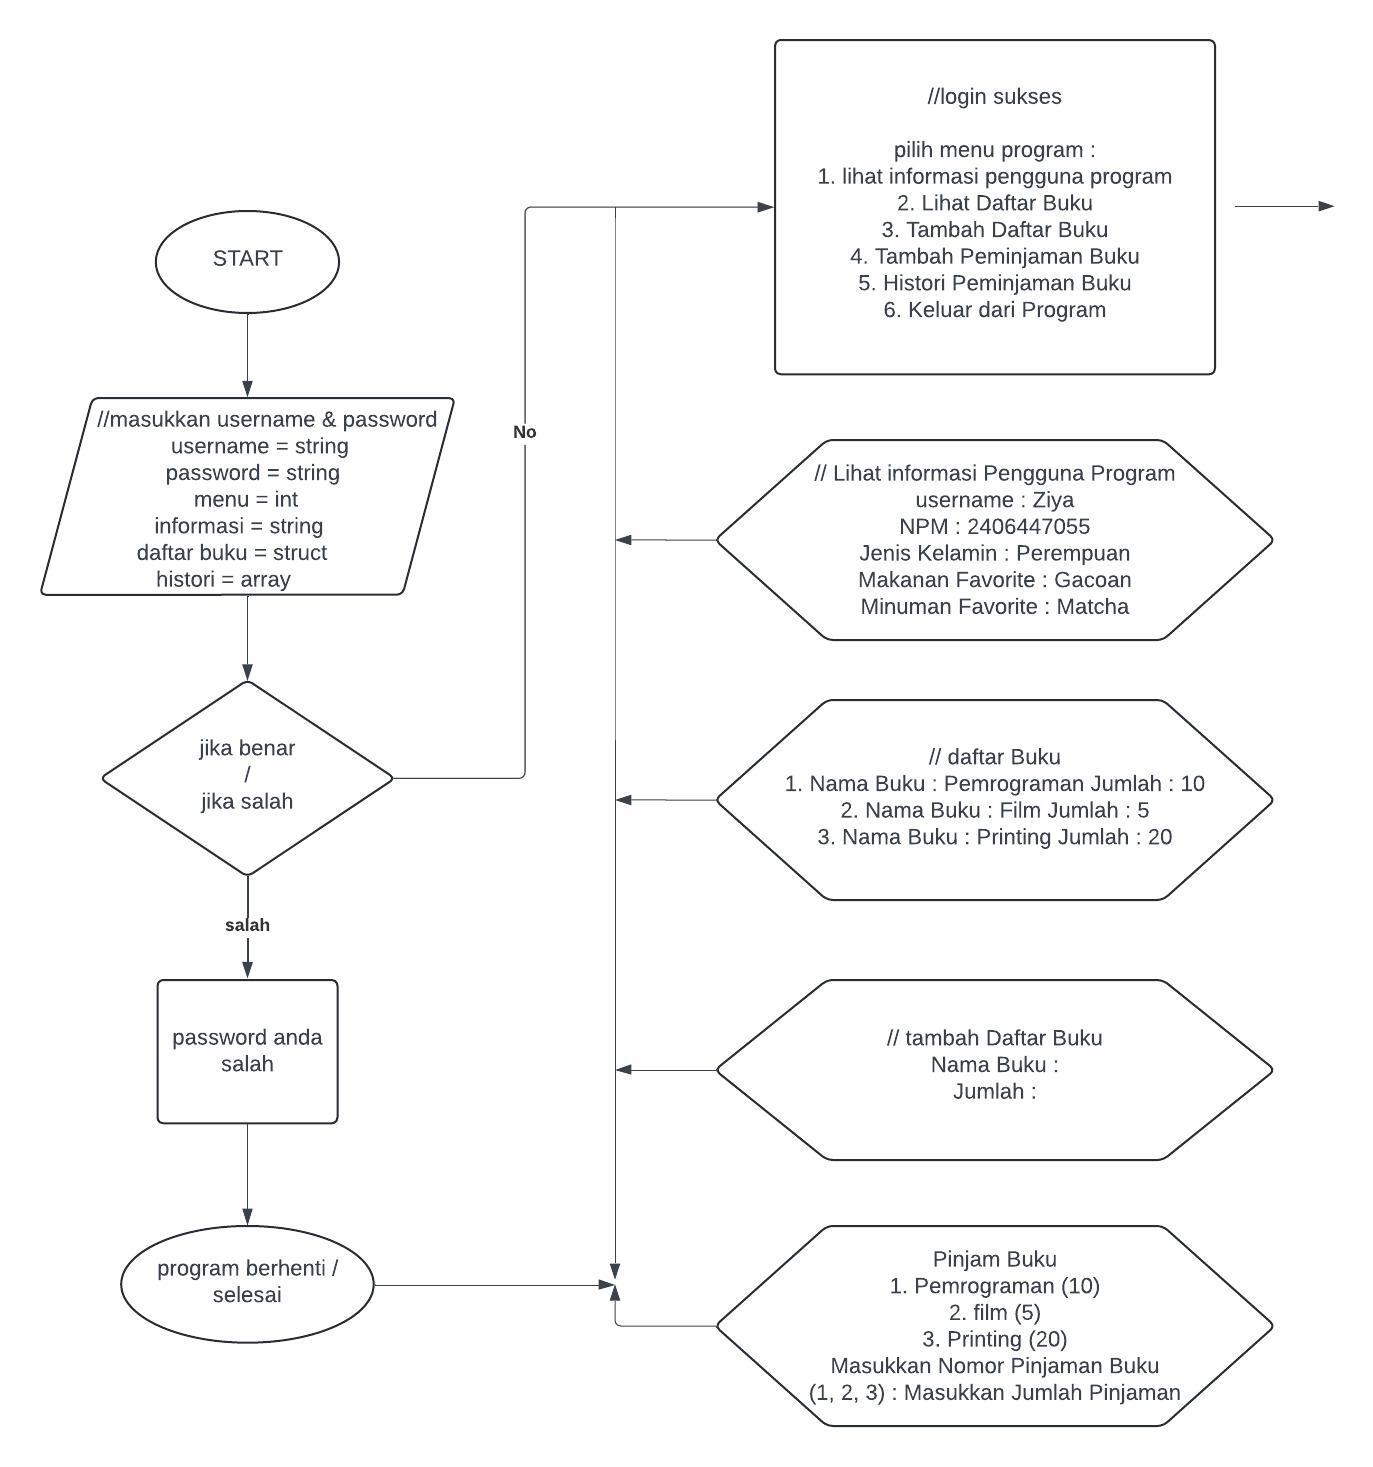 START
//masukkan username & password
username = string
password = string
menu = int
informasi = string
daftar buku = struct
histori = array
jika benar
/
jika salah
No
salah
password anda
salah
program berhenti /
selesai
//login sukses
pilih menu program :
1. lihat informasi pengguna program
2. Lihat Daftar Buku
3. Tambah Daftar Buku
4. Tambah Peminjaman Buku
5. Histori Peminjaman Buku
6. Keluar dari Program
// Lihat informasi Pengguna Program
username : Ziya
NPM : 2406447055
Jenis Kelamin : Perempuan
Makanan Favorite : Gacoan
Minuman Favorite : Matcha
// daftar Buku
1. Nama Buku : Pemrograman Jumlah : 10
2. Nama Buku : Film Jumlah : 5
3. Nama Buku : Printing Jumlah : 20
// tambah Daftar Buku
Nama Buku :
Jumlah :
Pinjam Buku
1. Pemrograman (10)
2. film (5)
3. Printing (20)
Masukkan Nomor Pinjaman Buku
(1, 2, 3) : Masukkan Jumlah Pinjaman